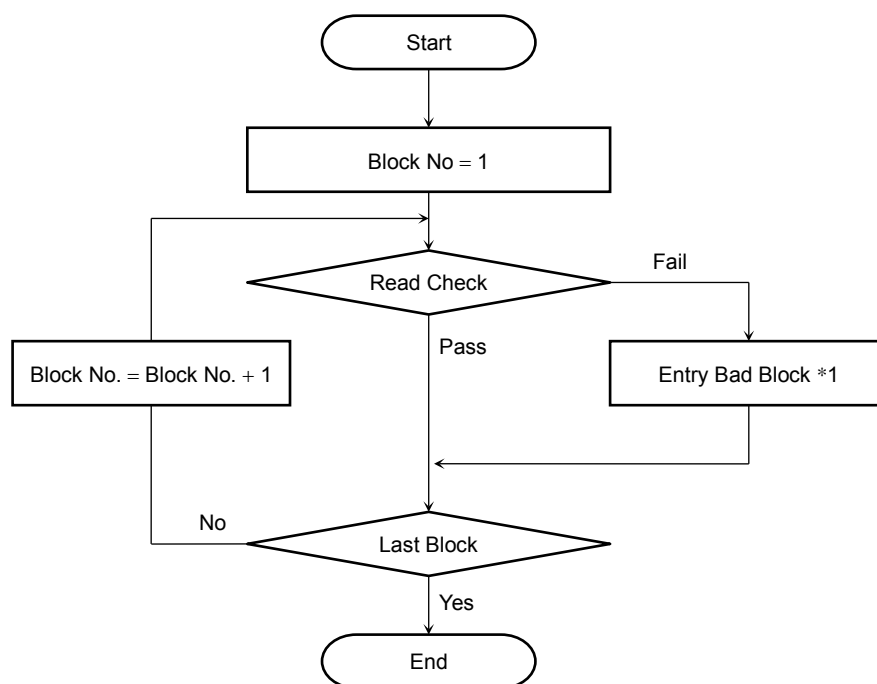 Start
Block No = 1
Read Check
Fail
Pass
Block No. = Block No. + 1
Entry Bad Block *1
No
Last Block
Yes
End